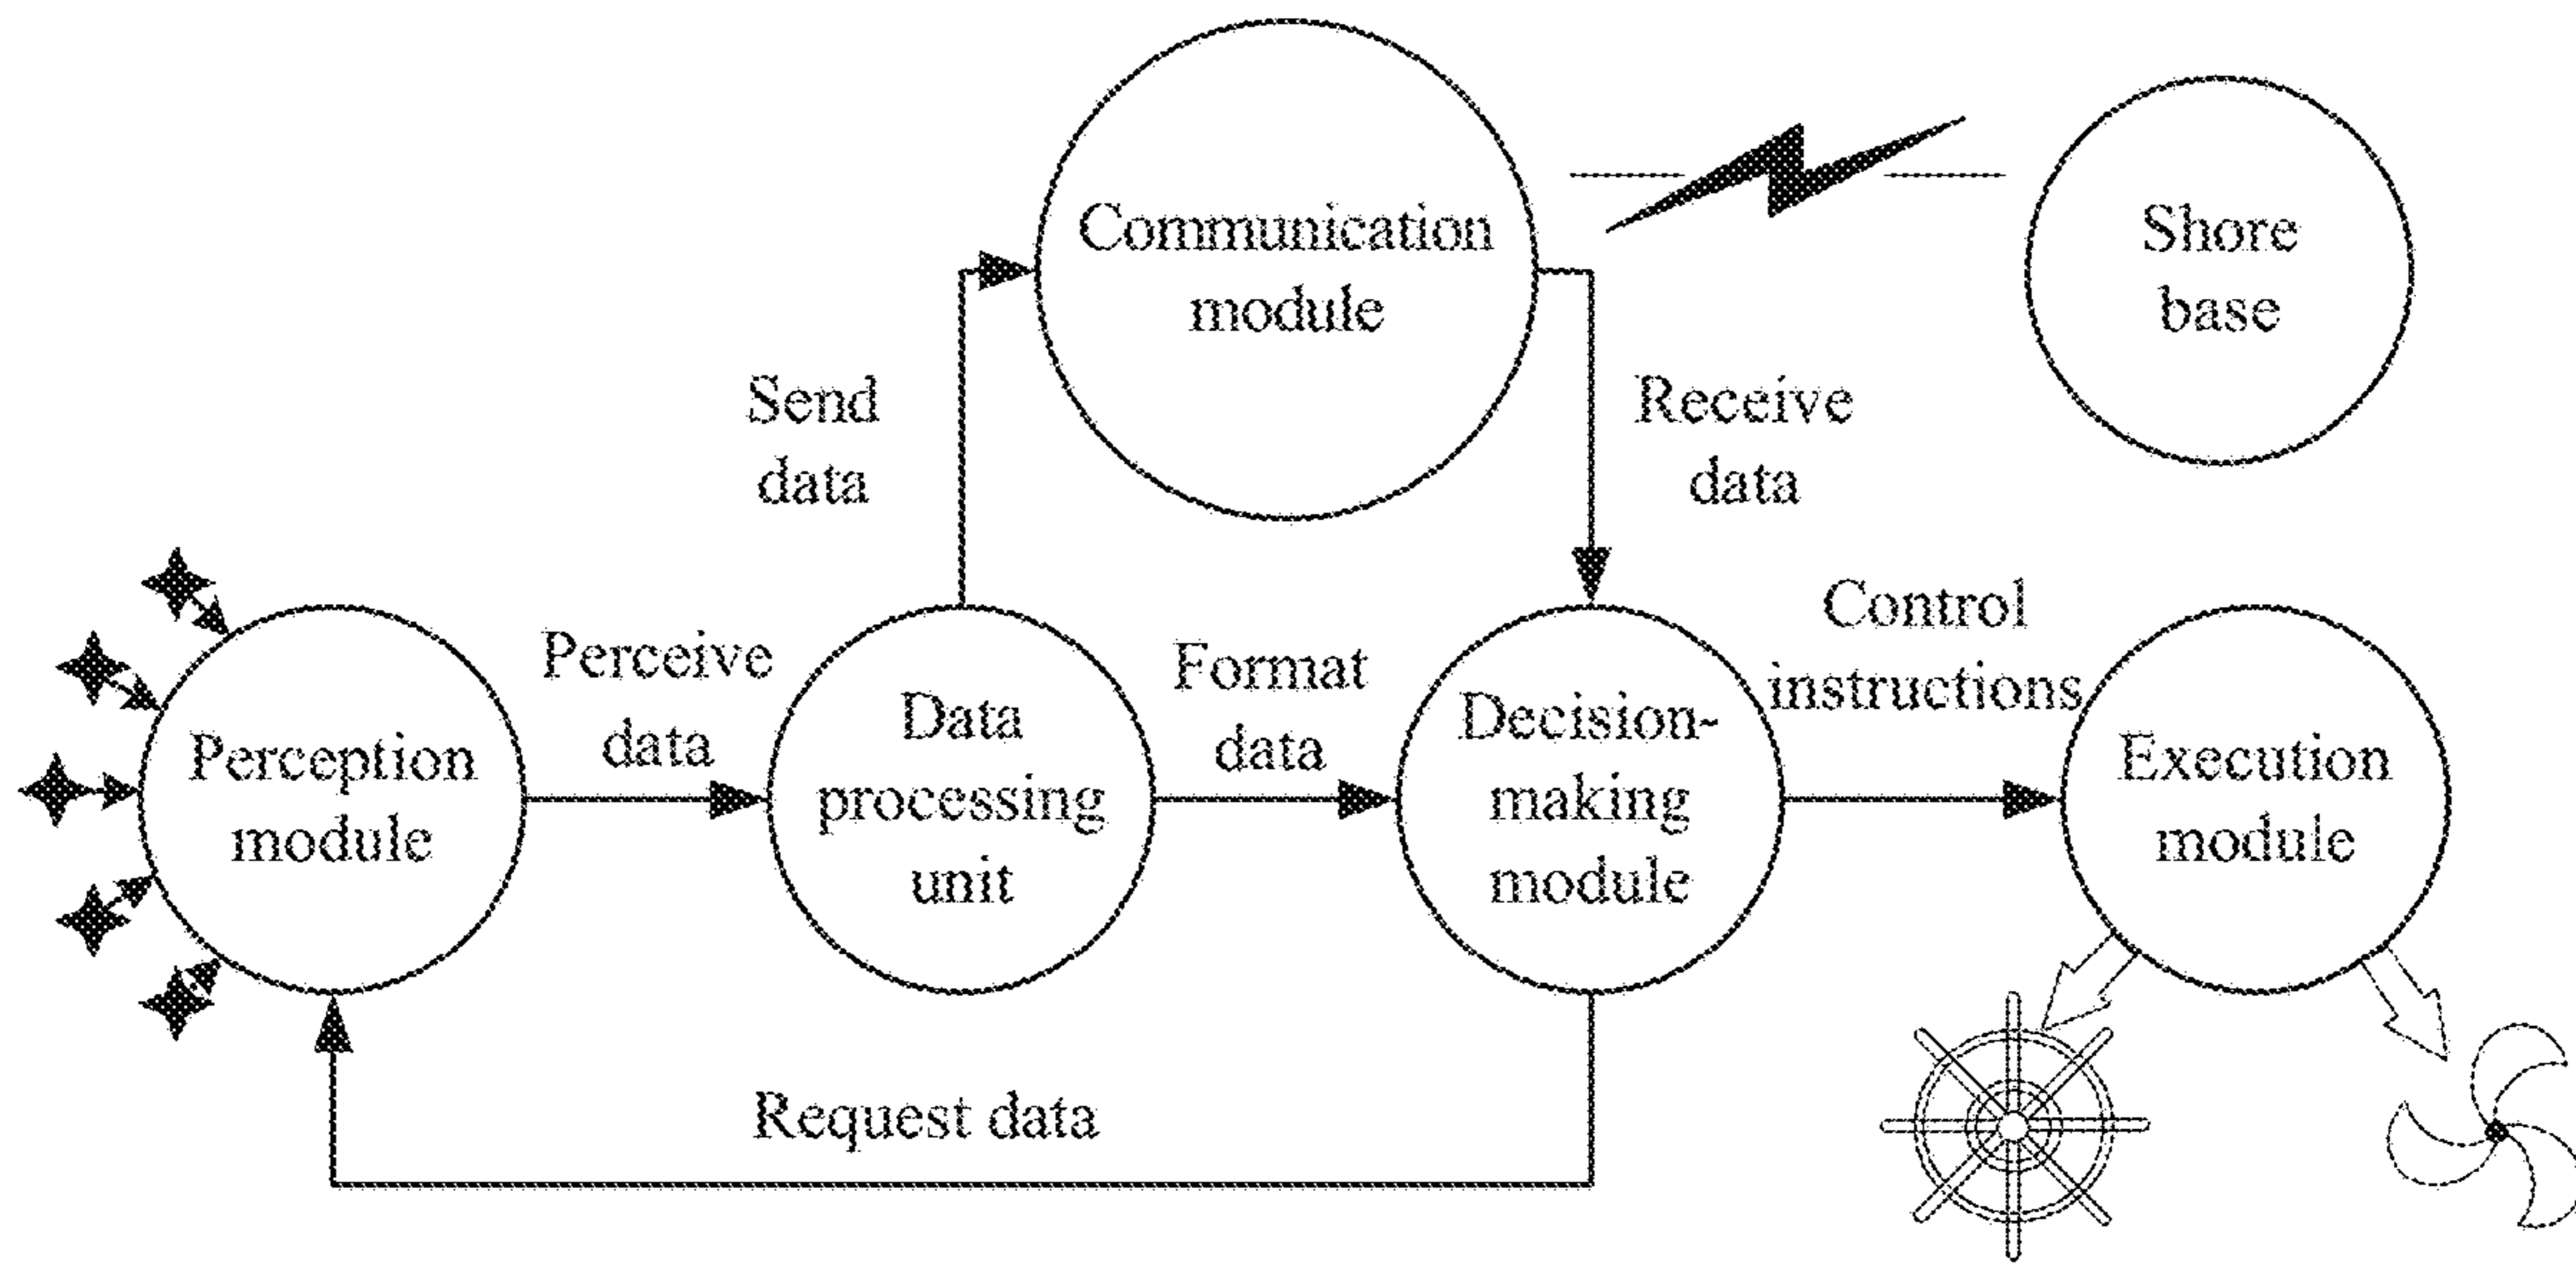 Communication
module
Shore
base
Send
data
Receive
data
Perception
module
Perceive
data
Data
processing
unit
Format
data
Decision-
making
module
Control
instructions
Execution
module
Request data